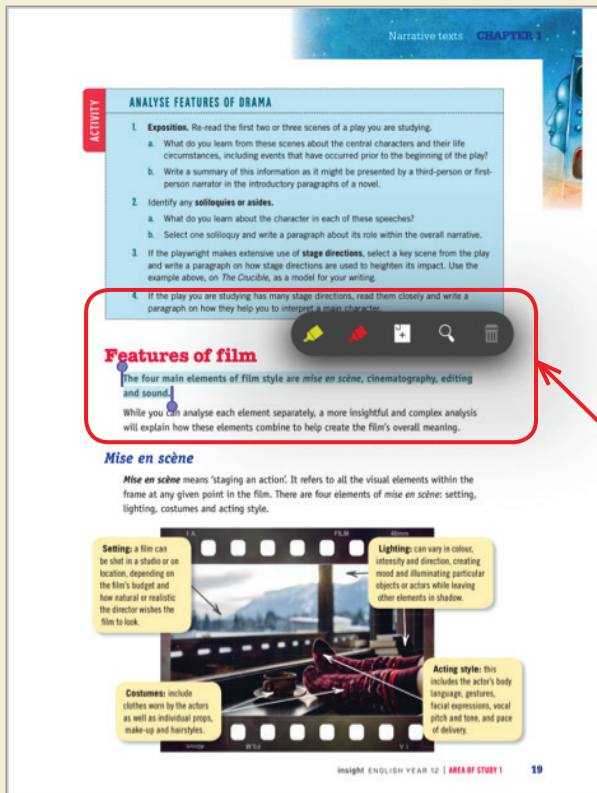 Narrative texts CHAPTER 1
ACTIVITY
ANALYSE FEATURES OF DRAMA
1. Exposition. Re-read the first two or three scenes of a play you are studying.
a. What do you learn from these scenes about the central characters and their life
circumstances, including events that have occurred prior to the beginning of the play?
b. Write a summary of this information as it might be presented by a third-person or first-
person narrator in the introductory paragraphs of a novel.
2. Identify any soliloquies or asides.
a. What do you learn about the character in each of these speeches?
b. Select one soliloquy and write a paragraph about its role within the overall narrative.
3. If the playwright makes extensive use of stage directions, select a key scene from the play
and write a paragraph on how stage directions are used to heighten its impact. Use the
example above, on The Crucible, as a model for your writing.
4. If the play you are studying has many stage directions, read them closely and write a
paragraph on how they help you to interpret a main character.
Features of film
The four main elements of film style are mise en scène, cinematography, editing
and sound.
While you can analyse each element separately, a more insightful and complex analysis
will explain how these elements combine to help create the film's overall meaning.
Mise en scène
Mise en scène means 'staging an action'. It refers to all the visual elements within the
frame at any given point in the film. There are four elements of mise en scène: setting,
lighting, costumes and acting style.
1 A FILM 40mm
Setting: a film can
be shot in a studio or on
location, depending on
the film's budget and
how natural or realistic
the director wishes the
film to look.
Lighting: can vary in colour,
intensity and direction, creating
mood and illuminating particular
objects or actors while leaving
other elements in shadow.
Costumes: include
clothes worn by the actors
as well as individual props,
make-up and hairstyles.
Acting style: this
includes the actor's body
language, gestures,
facial expressions, vocal
pitch and tone, and pace
of delivery.
40mm FILM 1 A
insight ENGLISH YEAR 12 | AREA OF STUDY 1 19